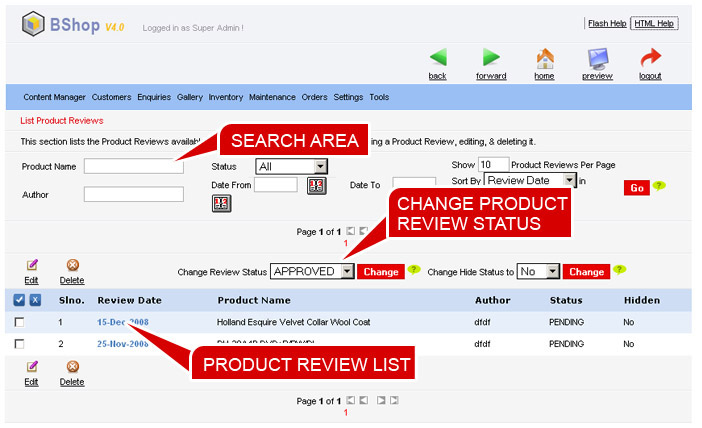 BShop V4.0 Logged in as Super Admin !
Flash Help HTML Help
back forward home preview logout
Content Manager Customers Enquiries Gallery Inventory Maintenance Orders Settings Tools
List Product Reviews
This section lists the Product Reviews ing a Product Review, editing, & deleting it.
SEARCH AREA
Product Name Status All Show 10 Product Reviews Per Page
Author Date From Date To Sort By Review Date in
Go ?
CHANGE PRODUCT
REVIEW STATUS
Page 1 of 1
1
Edit Delete Change Review Status APPROVED Change ? Change Hide Status to No Change ?
X Slno. Review Date Product Name Author Status Hidden
1 15-Dec-2008 Holland Esquire Velvet Collar Wool Coat dfdf PENDING No
2 25-Nov-2008 dfdf PENDING No
PRODUCT REVIEW LIST
Edit Delete
Page 1 of 1
1